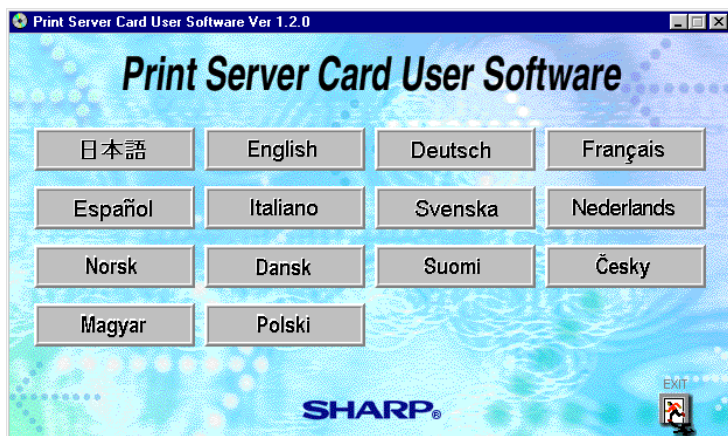 Print Server Card User Software Ver 1.2.0
Print Server Card User Software
日本語 English Deutsch Français
Español Italiano Svenska Nederlands
Norsk Dansk Suomi Česky
Magyar Polski
EXIT
SHARP®